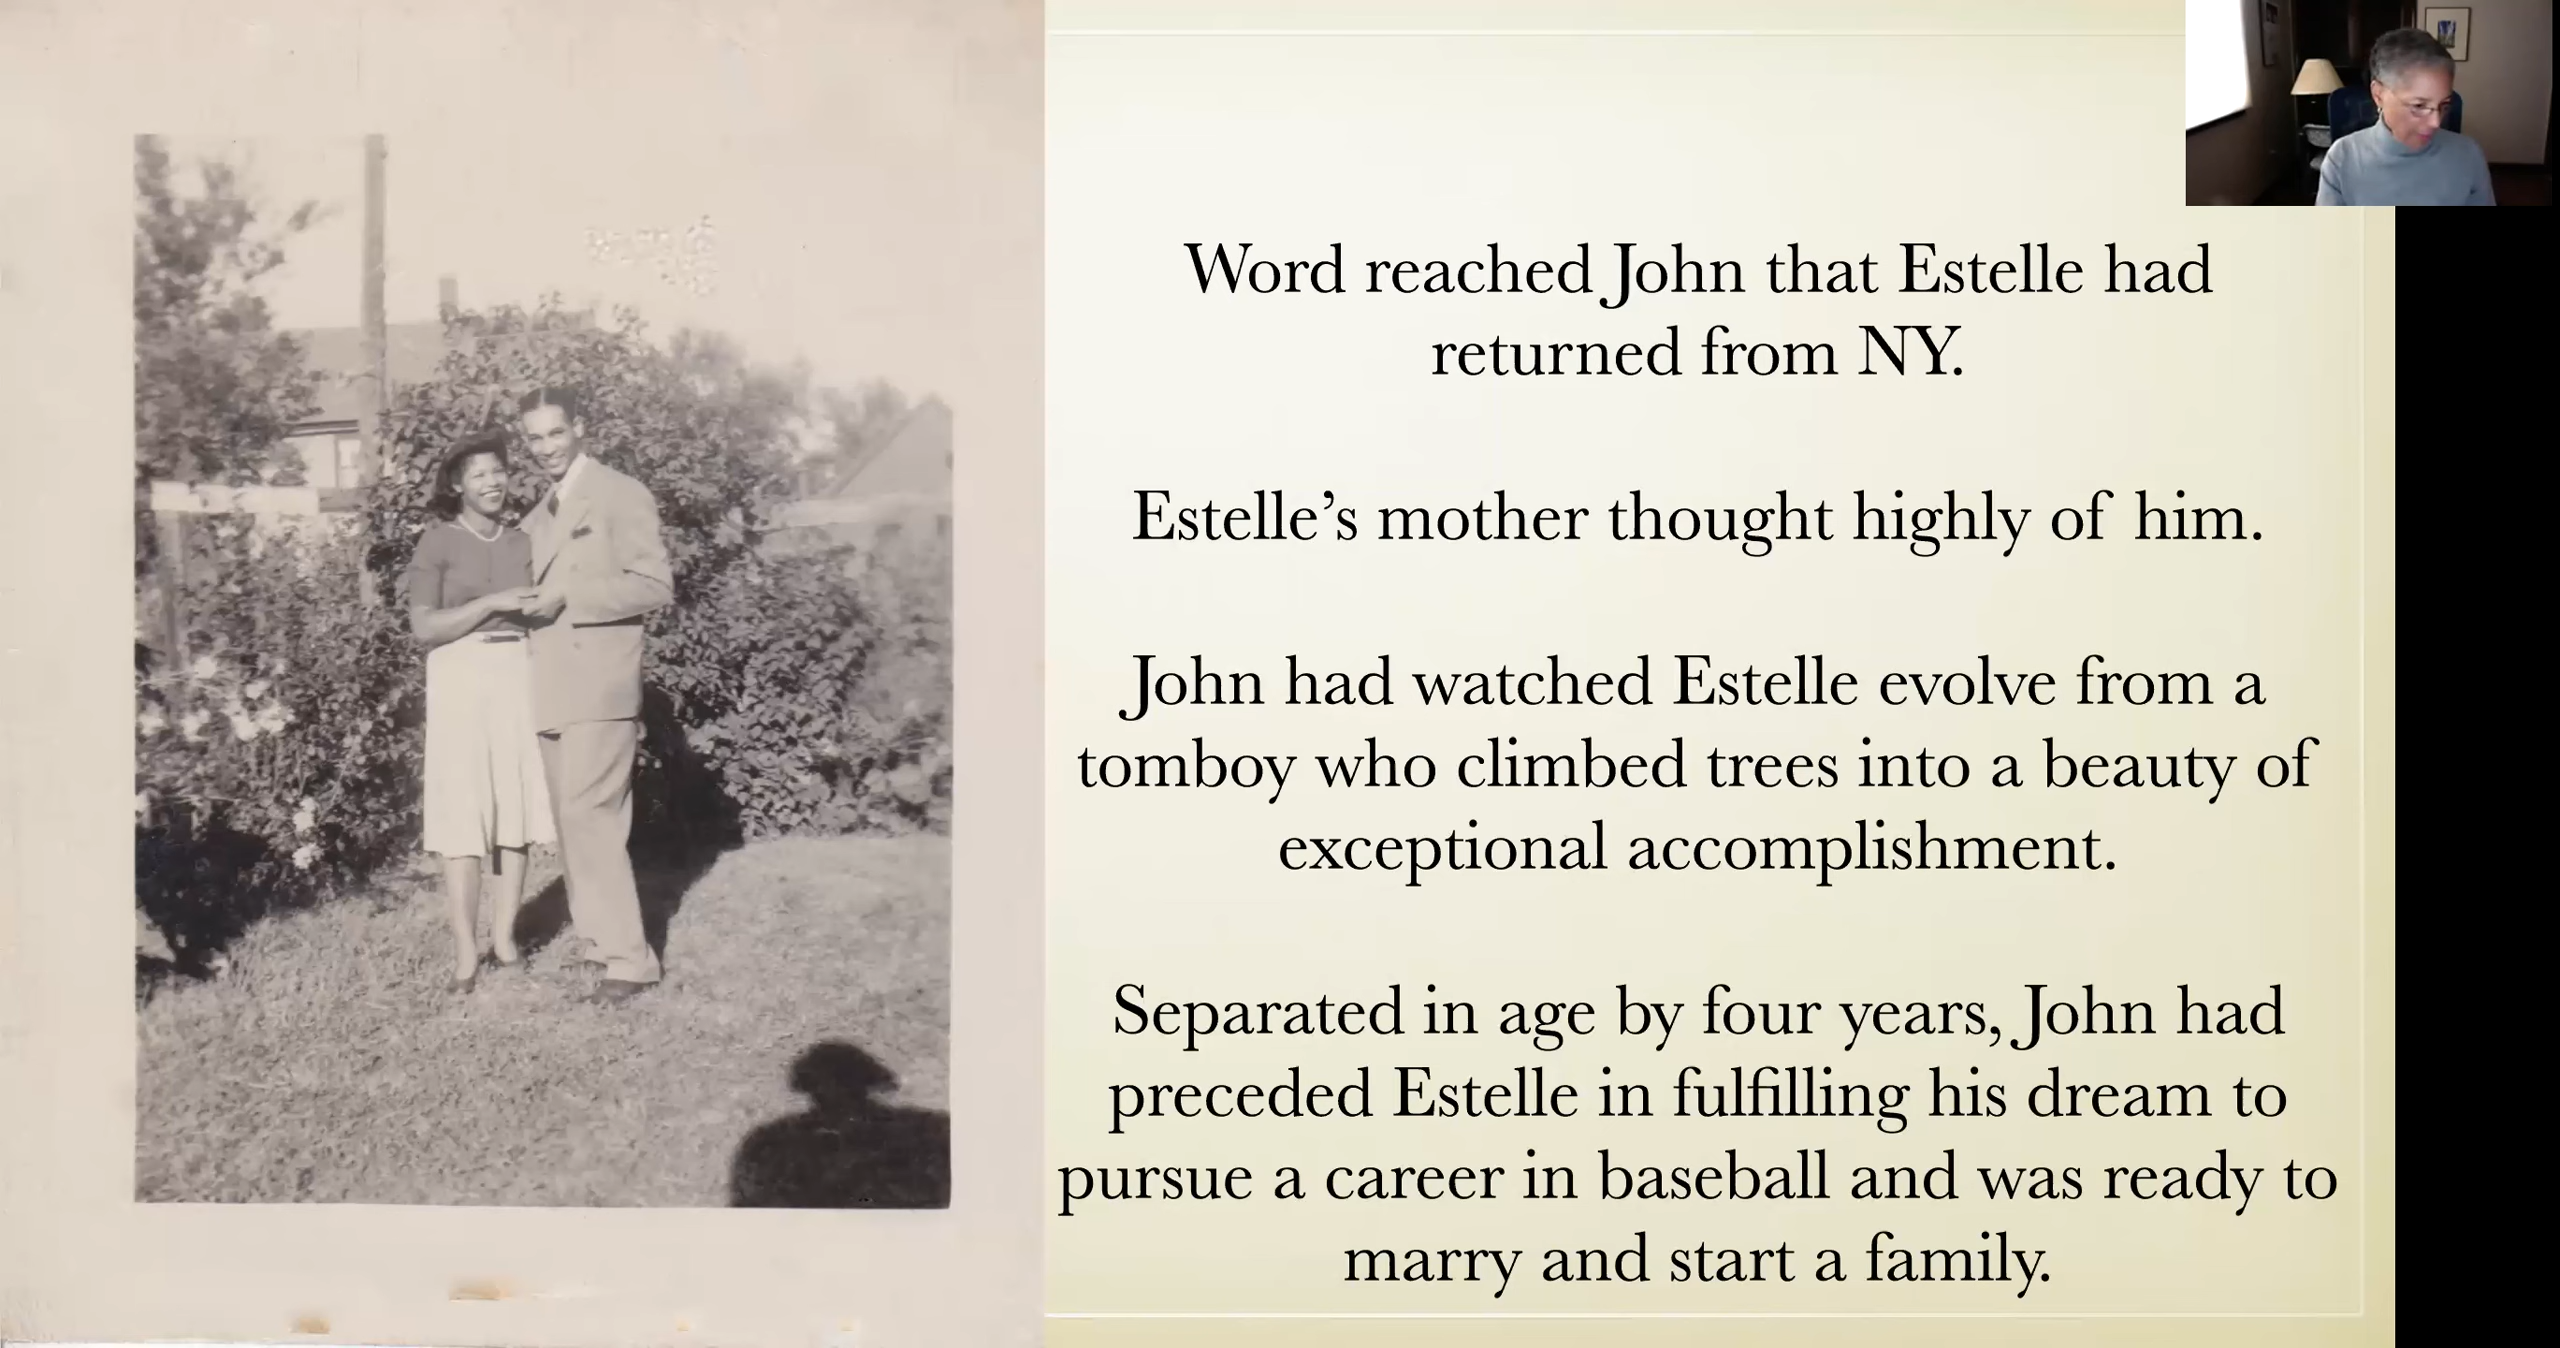 Word reached John that Estelle had
returned from NY.
Estelle’s mother thought highly of him.
John had watched Estelle evolve from a
tomboy who climbed trees into a beauty of
exceptional accomplishment.
Separated in age by four years, John had
preceded Estelle in fulfilling his dream to
pursue a career in baseball and was ready to
marry and start a family.